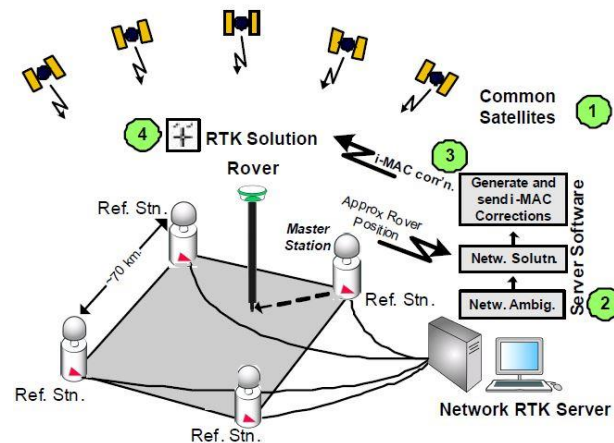 Common
Satellites
1
4
RTK Solution
3
i-MAC corr'n.
Rover
Generate and
send i-MAC
Corrections
Approx Rover
Position
Ref. Stn.
Master
Station
~70 km.
Netw. Solutn.
Server Software
Ref. Stn.
Netw. Ambig.
2
Ref. Stn.
Ref. Stn.
Network RTK Server